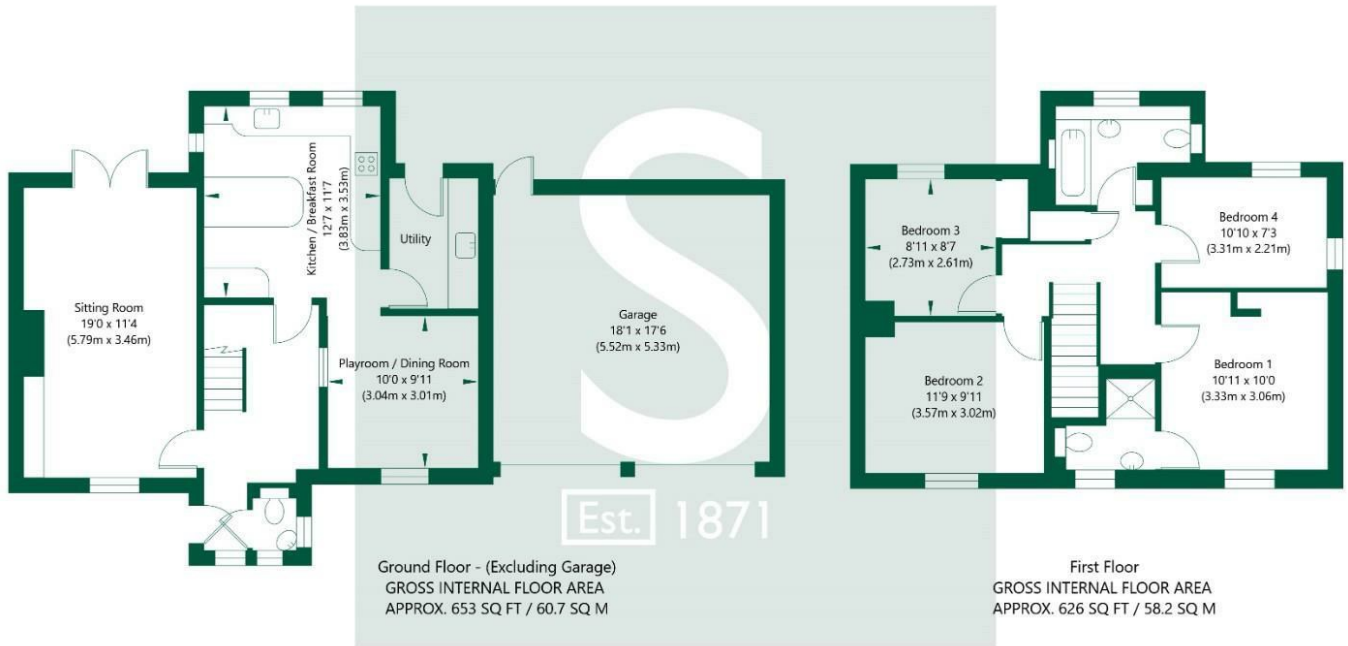 Kitchen / Breakfast Room
12'7 x 11'7
(3.83m x 3.53m)
Utility
Sitting Room
19'0 x 11'4
(5.79m x 3.46m)
Playroom / Dining Room
10'0 x 9'11
(3.04m x 3.01m)
Garage
18'1 x 17'6
(5.52m x 5.33m)
Bedroom 3
8'11 x 8'7
(2.73m x 2.61m)
Bedroom 4
10'10 x 7'3
(3.31m x 2.21m)
Bedroom 2
11'9 x 9'11
(3.57m x 3.02m)
Bedroom 1
10'11 x 10'0
(3.33m x 3.06m)
S
Est. 1871
Ground Floor - (Excluding Garage)
GROSS INTERNAL FLOOR AREA
APPROX. 653 SQ FT / 60.7 SQ M
First Floor
GROSS INTERNAL FLOOR AREA
APPROX. 626 SQ FT / 58.2 SQ M